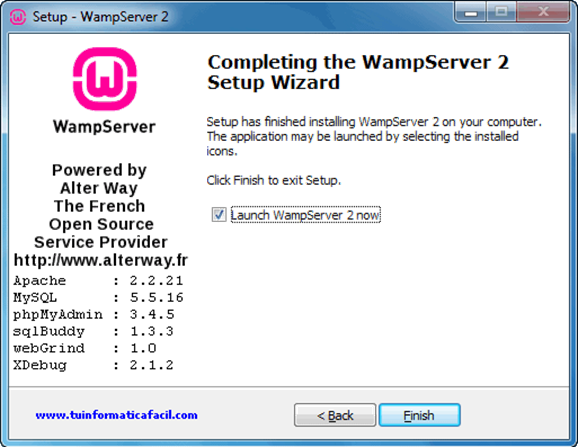 Setup - WampServer 2
WampServer
Powered by
Alter Way
The French
Open Source
Service Provider
http://www.alterway.fr
Apache : 2.2.21
MySQL : 5.5.16
phpMyAdmin : 3.4.5
sqlBuddy : 1.3.3
webGrind : 1.0
XDebug : 2.1.2
Completing the WampServer 2
Setup Wizard
Setup has finished installing WampServer 2 on your computer.
The application may be launched by selecting the installed
icons.
Click Finish to exit Setup.
Launch WampServer 2 now
www.tuinformaticafacil.com
< Back
Finish